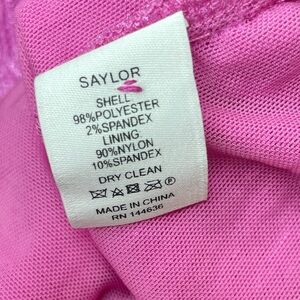 SAYLOR
SHELL
98%POLYESTER
2%SPANDEX
LINING
90%NYLON
10%SPANDEX
DRY CLEAN
P
MADE IN CHINA
RN 144636